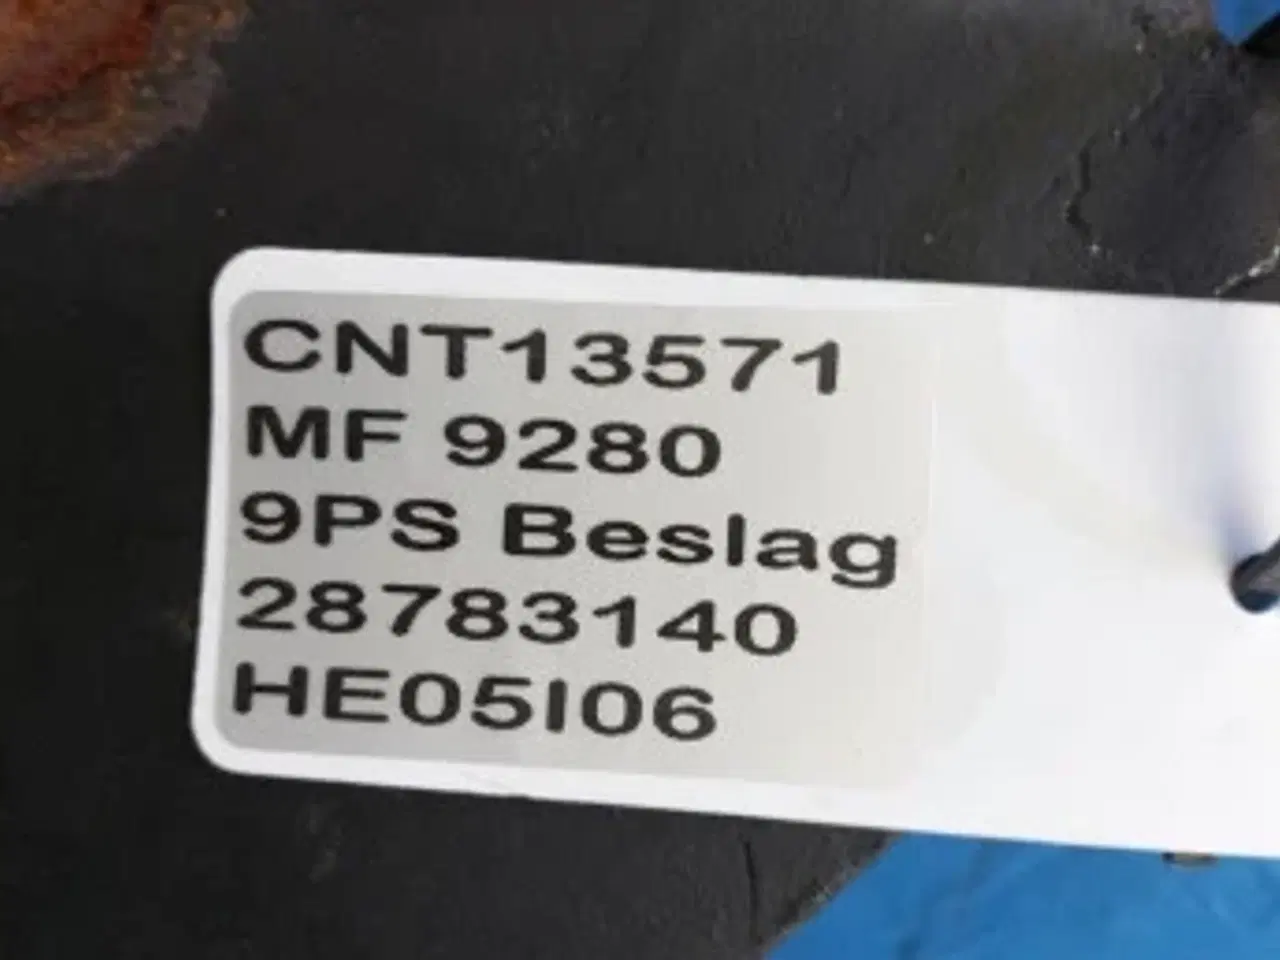 CNT13571
MF 9280
9PS Beslag
28783140
HE05I06